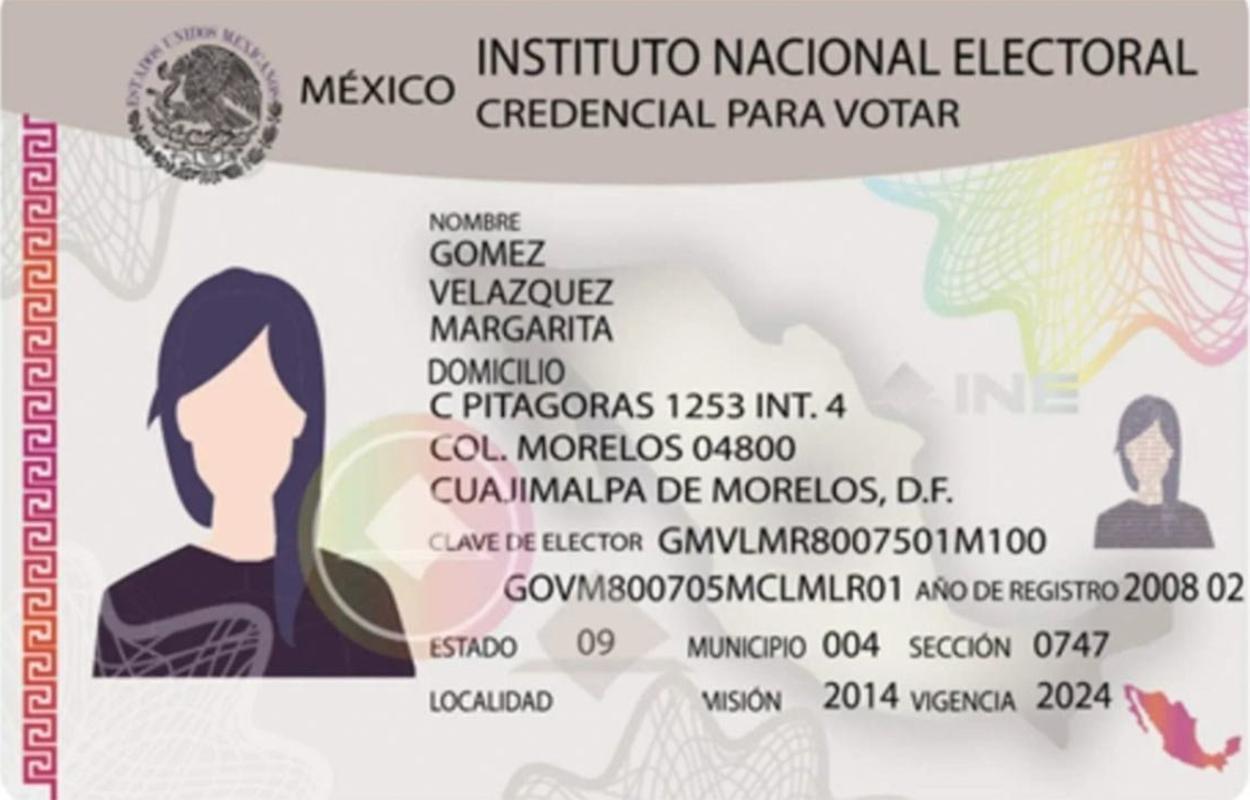 ESTADOS UNIDOS MEXICANOS
MÉXICO
INSTITUTO NACIONAL ELECTORAL
CREDENCIAL PARA VOTAR
NOMBRE
GOMEZ
VELAZQUEZ
MARGARITA
DOMICILIO
C PITAGORAS 1253 INT. 4
COL. MORELOS 04800
CUAJIMALPA DE MORELOS, D.F.
INE
CLAVE DE ELECTOR GMVLMR8007501M100
GOVM800705MCLMLR01 AÑO DE REGISTRO 2008 02
ESTADO 09 MUNICIPIO 004 SECCIÓN 0747
LOCALIDAD MISIÓN 2014 VIGENCIA 2024